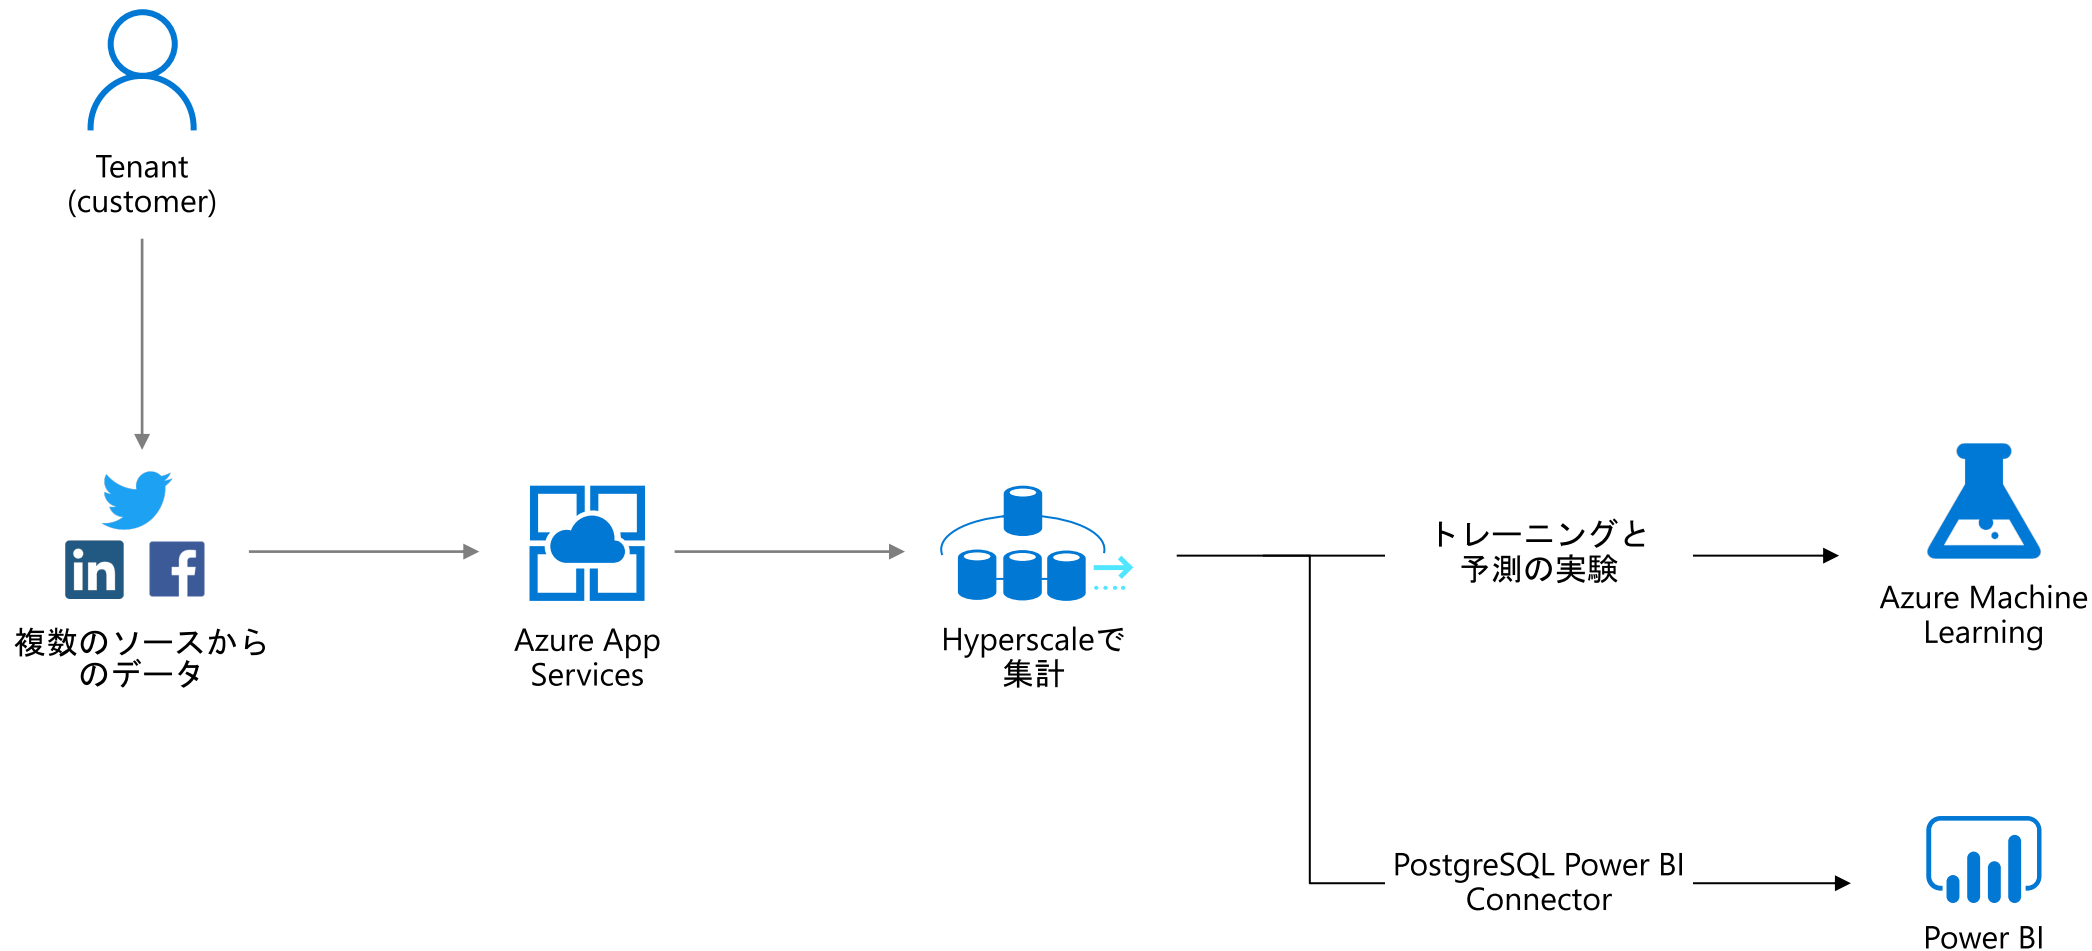 Tenant
(customer)
複数のソースから
のデータ
Azure App
Services
Hyperscaleで
集計
トレーニングと
予測の実験
Azure Machine
Learning
PostgreSQL Power BI
Connector
Power BI